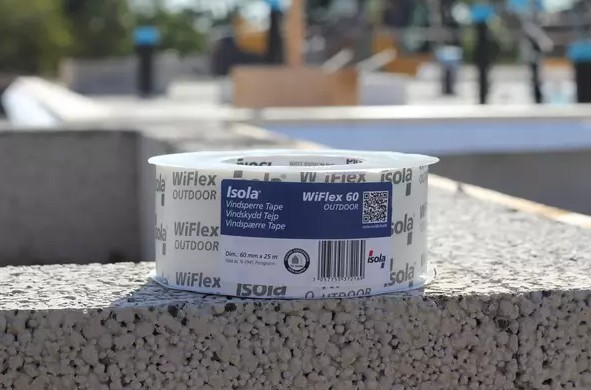 Isola®
WiFlex 60
OUTDOOR
Vindsperre Tape
Vindskydd Tejp
Vindspærre Tape
Dim.: 60 mm x 25 m
Isola
WiFlex
OUTDOOR
WiFlex
OUTDOOR
WiFlex
Isola
OUTDOOR